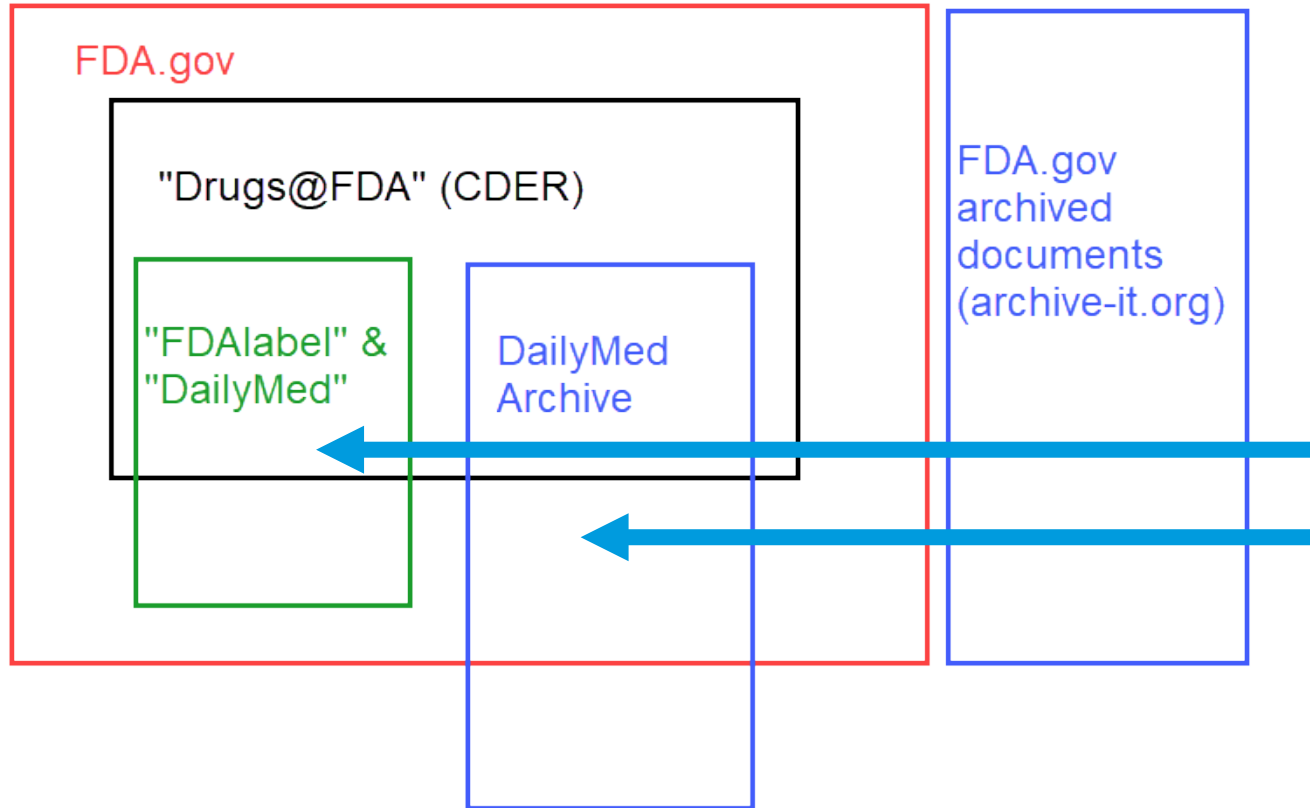 FDA.gov
"Drugs@FDA" (CDER)
"FDAlabel" &
"DailyMed"
DailyMed
Archive
FDA.gov
archived
documents
(archive-it.org)